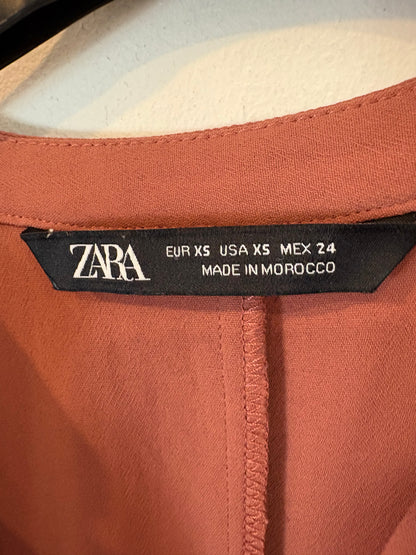 ZARA
EUR XS USA XS MEX 24
MADE IN MOROCCO